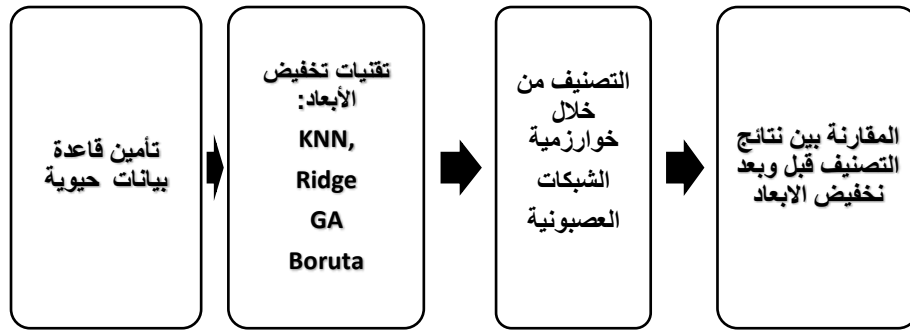 تأمين قاعدة
بيانات حيوية
تقنيات تخفيض
الأبعاد:
KNN,
Ridge
GA
Boruta
التصنيف من
خلال
خوارزمية
الشبكات
العصبونية
المقارنة بين نتائج
التصنيف قبل وبعد
نخفيض الابعاد